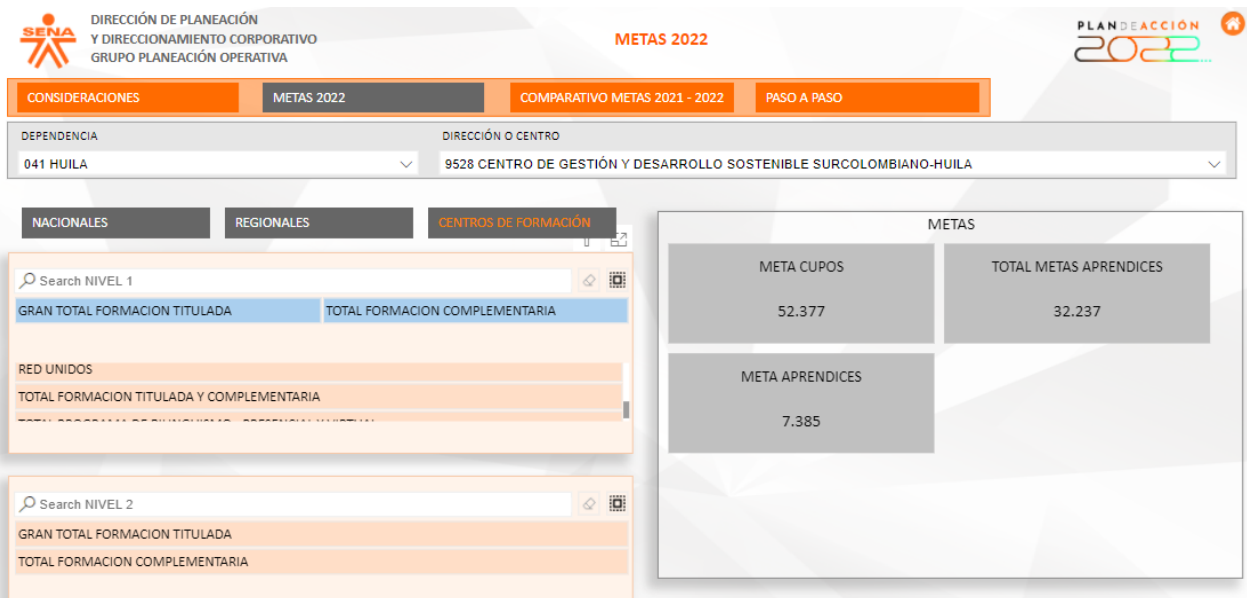 SENA
DIRECCIÓN DE PLANEACIÓN
Y DIRECCIONAMIENTO CORPORATIVO
GRUPO PLANEACIÓN OPERATIVA
METAS 2022
PLANDEACCIÓN
2022...
CONSIDERACIONES
METAS 2022
COMPARATIVO METAS 2021 - 2022
PASO A PASO
DEPENDENCIA
DIRECCIÓN O CENTRO
041 HUILA
9528 CENTRO DE GESTIÓN Y DESARROLLO SOSTENIBLE SURCOLOMBIANO-HUILA
NACIONALES
REGIONALES
CENTROS DE FORMACIÓN
Search NIVEL 1
GRAN TOTAL FORMACION TITULADA
TOTAL FORMACION COMPLEMENTARIA
RED UNIDOS
TOTAL FORMACION TITULADA Y COMPLEMENTARIA
Search NIVEL 2
GRAN TOTAL FORMACION TITULADA
TOTAL FORMACION COMPLEMENTARIA
METAS
META CUPOS
52.377
TOTAL METAS APRENDICES
32.237
META APRENDICES
7.385